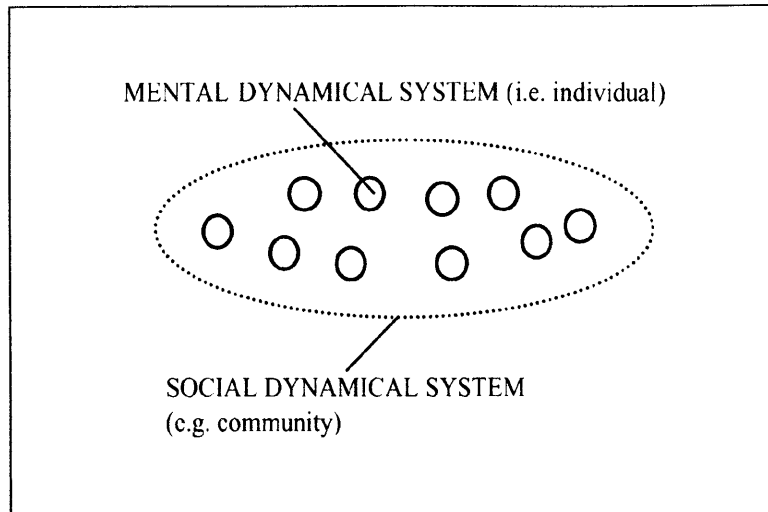 MENTAL DYNAMICAL SYSTEM (i.e. individual)
SOCIAL DYNAMICAL SYSTEM
(e.g. community)